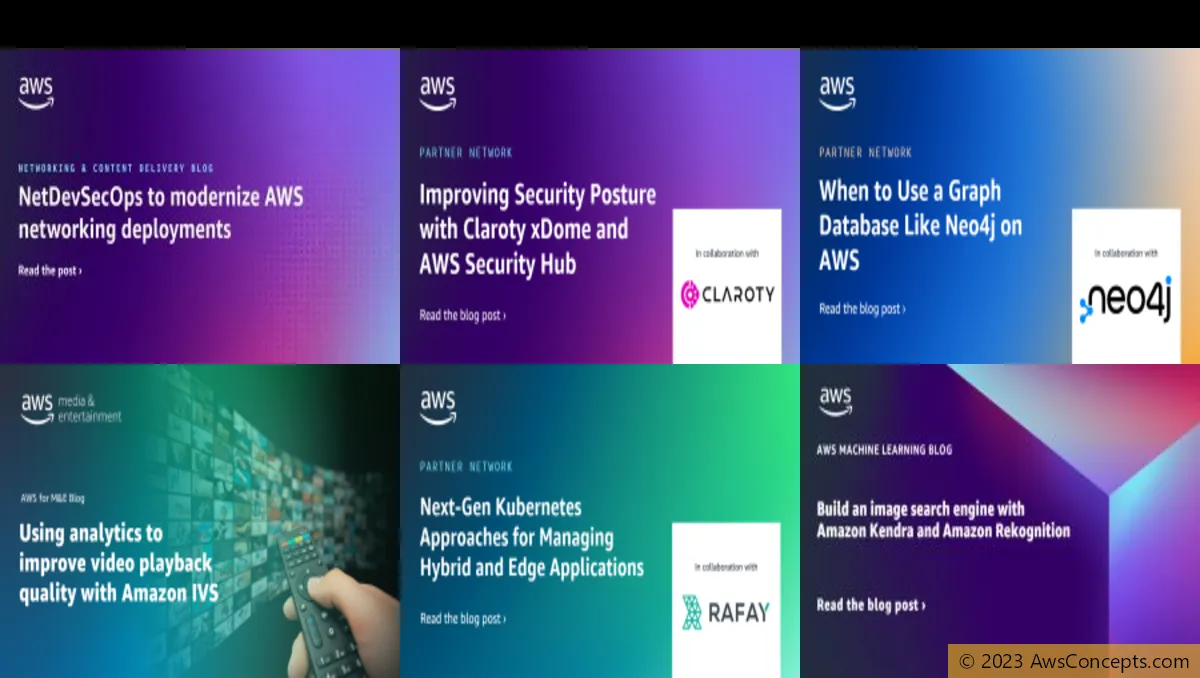 aws
NETWORKING & CONTENT DELIVERY BLOG
NetDevSecOps to modernize AWS
networking deployments
Read the post ›
aws
PARTNER NETWORK
Improving Security Posture
with Claroty xDome and
AWS Security Hub
Read the blog post ›
In collaboration with
CLAROTY
aws
PARTNER NETWORK
When to Use a Graph
Database Like Neo4j on
AWS
Read the blog post ›
In collaboration with
neo4j
aws media &
entertainment
AWS for M&E Blog
Using analytics to
improve video playback
quality with Amazon IVS
aws
PARTNER NETWORK
Next-Gen Kubernetes
Approaches for Managing
Hybrid and Edge Applications
Read the blog post ›
In collaboration with
RAFAY
aws
AWS MACHINE LEARNING BLOG
Build an image search engine with
Amazon Kendra and Amazon Rekognition
Read the blog post ›
© 2023 AwsConcepts.com